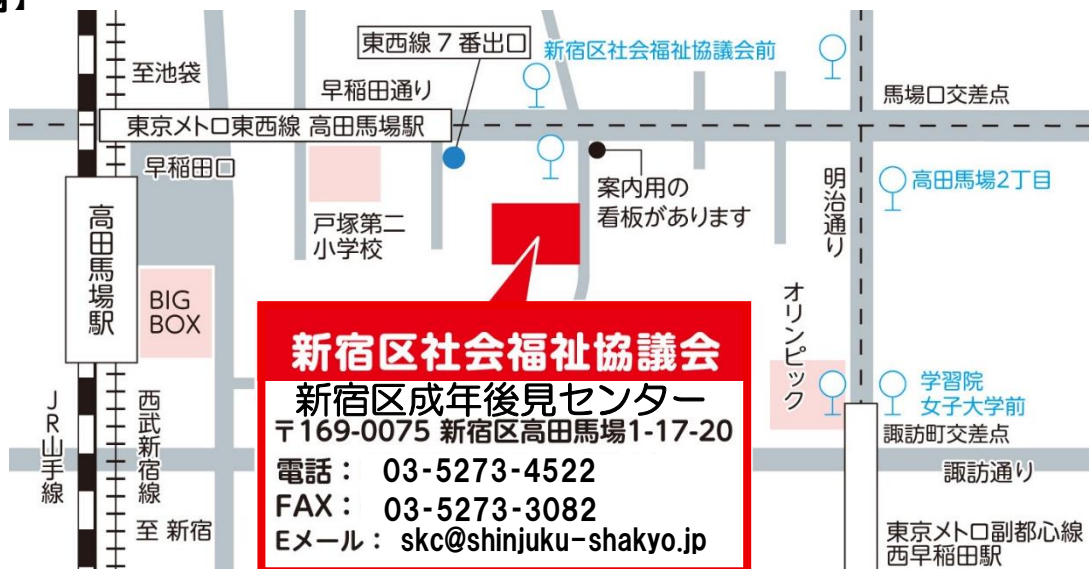 東西線7番出口
新宿区社会福祉協議会前
至池袋
早稲田通り
馬場口交差点
東京メトロ東西線 高田馬場駅
早稲田口
案内用の
看板があります
明治通り
高田馬場2丁目
戸塚第二
小学校
高田馬場駅
BIG
BOX
オリンピック
新宿区社会福祉協議会
新宿区成年後見センター
〒169-0075 新宿区高田馬場1-17-20
電話： 03-5273-4522
FAX： 03-5273-3082
Eメール： skc@shinjuku-shakyo.jp
学習院
女子大学前
諏訪町交差点
諏訪通り
JR山手線
西武新宿線
至 新宿
東京メトロ副都心線
西早稲田駅